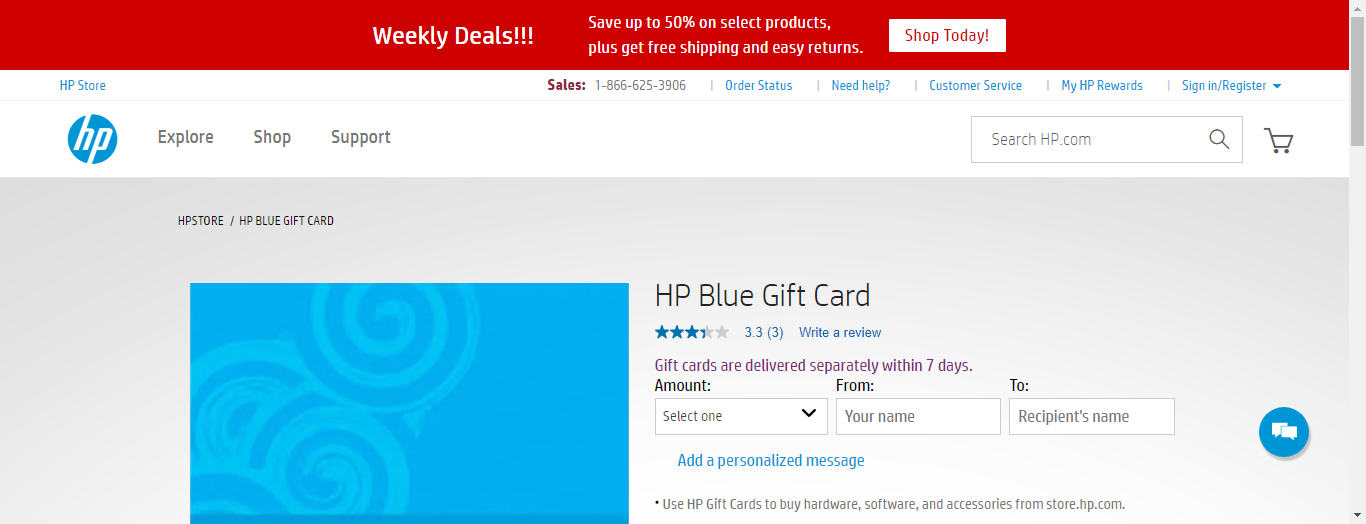 Weekly Deals!!!
Save up to 50% on select products,
plus get free shipping and easy returns.
Shop Today!
HP Store
Sales: 1-866-625-3906 | Order Status | Need help? | Customer Service | My HP Rewards | Sign in/Register
hp
Explore Shop Support
Search HP.com
HPSTORE / HP BLUE GIFT CARD
HP Blue Gift Card
3.3 (3) Write a review
Gift cards are delivered separately within 7 days.
Amount: From: To:
Select one Your name Recipient's name
Add a personalized message
• Use HP Gift Cards to buy hardware, software, and accessories from store.hp.com.